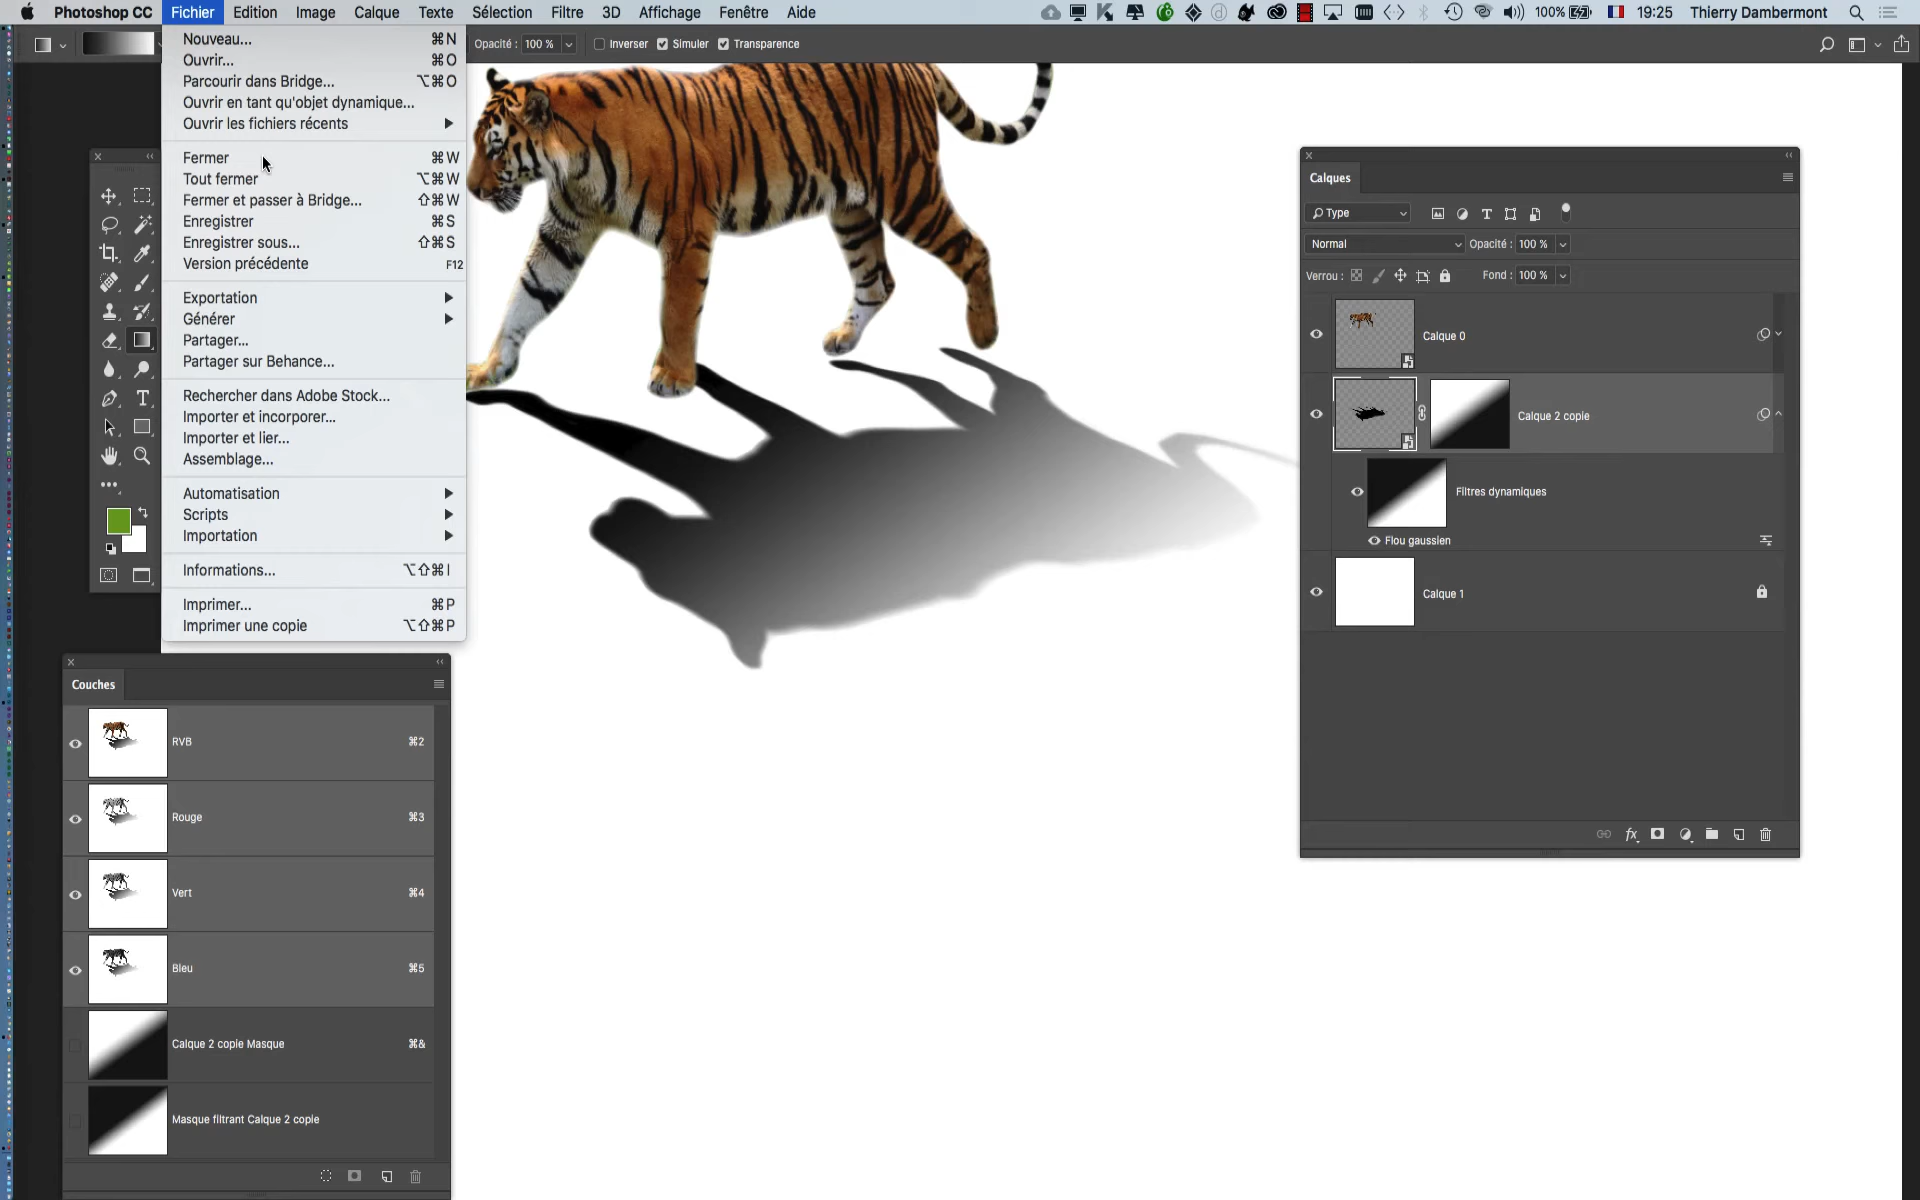 Photoshop CC Fichier Edition Image Calque Texte Sélection Filtre 3D Affichage Fenêtre Aide 100% 19:25 Thierry Dambermont
Opacité : 100 % Inverser Simuler Transparence
Nouveau... ⌘N
Ouvrir... ⌘O
Parcourir dans Bridge... ⌥⌘O
Ouvrir en tant qu'objet dynamique...
Ouvrir les fichiers récents
Fermer ⌘W
Tout fermer ⌥⌘W
Fermer et passer à Bridge... ⇧⌘W
Enregistrer ⌘S
Enregistrer sous... ⇧⌘S
Version précédente F12
Exportation
Générer
Partager...
Partager sur Behance...
Rechercher dans Adobe Stock...
Importer et incorporer...
Importer et lier...
Assemblage...
Automatisation
Scripts
Importation
Informations... ⌥⇧⌘I
Imprimer... ⌘P
Imprimer une copie ⌥⇧⌘P
Calques
Type
Normal Opacité : 100 %
Verrou : Fond : 100 %
Calque 0
Calque 2 copie
Filtres dynamiques
Flou gaussien
Calque 1
fx
Couches
RVB ⌘2
Rouge ⌘3
Vert ⌘4
Bleu ⌘5
Calque 2 copie Masque ⌘&
Masque filtrant Calque 2 copie